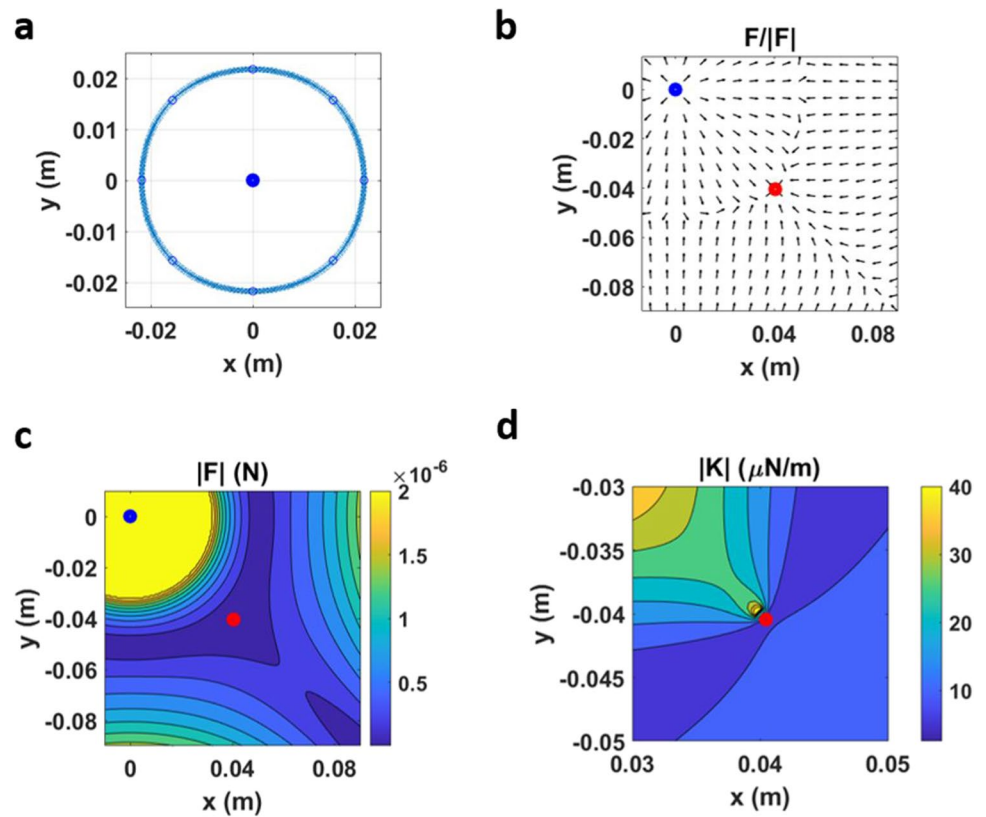 a
0.02
0.01
0
-0.01
-0.02
y (m)
-0.02
0
0.02
x (m)
b
F/|F|
0
-0.02
-0.04
-0.06
-0.08
y (m)
0
0.04
0.08
x (m)
c
|F| (N)
×10-6
0
-0.02
-0.04
-0.06
-0.08
y (m)
0
0.04
0.08
x (m)
2
1.5
1
0.5
d
|K| (μN/m)
-0.03
-0.035
-0.04
-0.045
-0.05
y (m)
0.03
0.04
0.05
x (m)
40
30
20
10